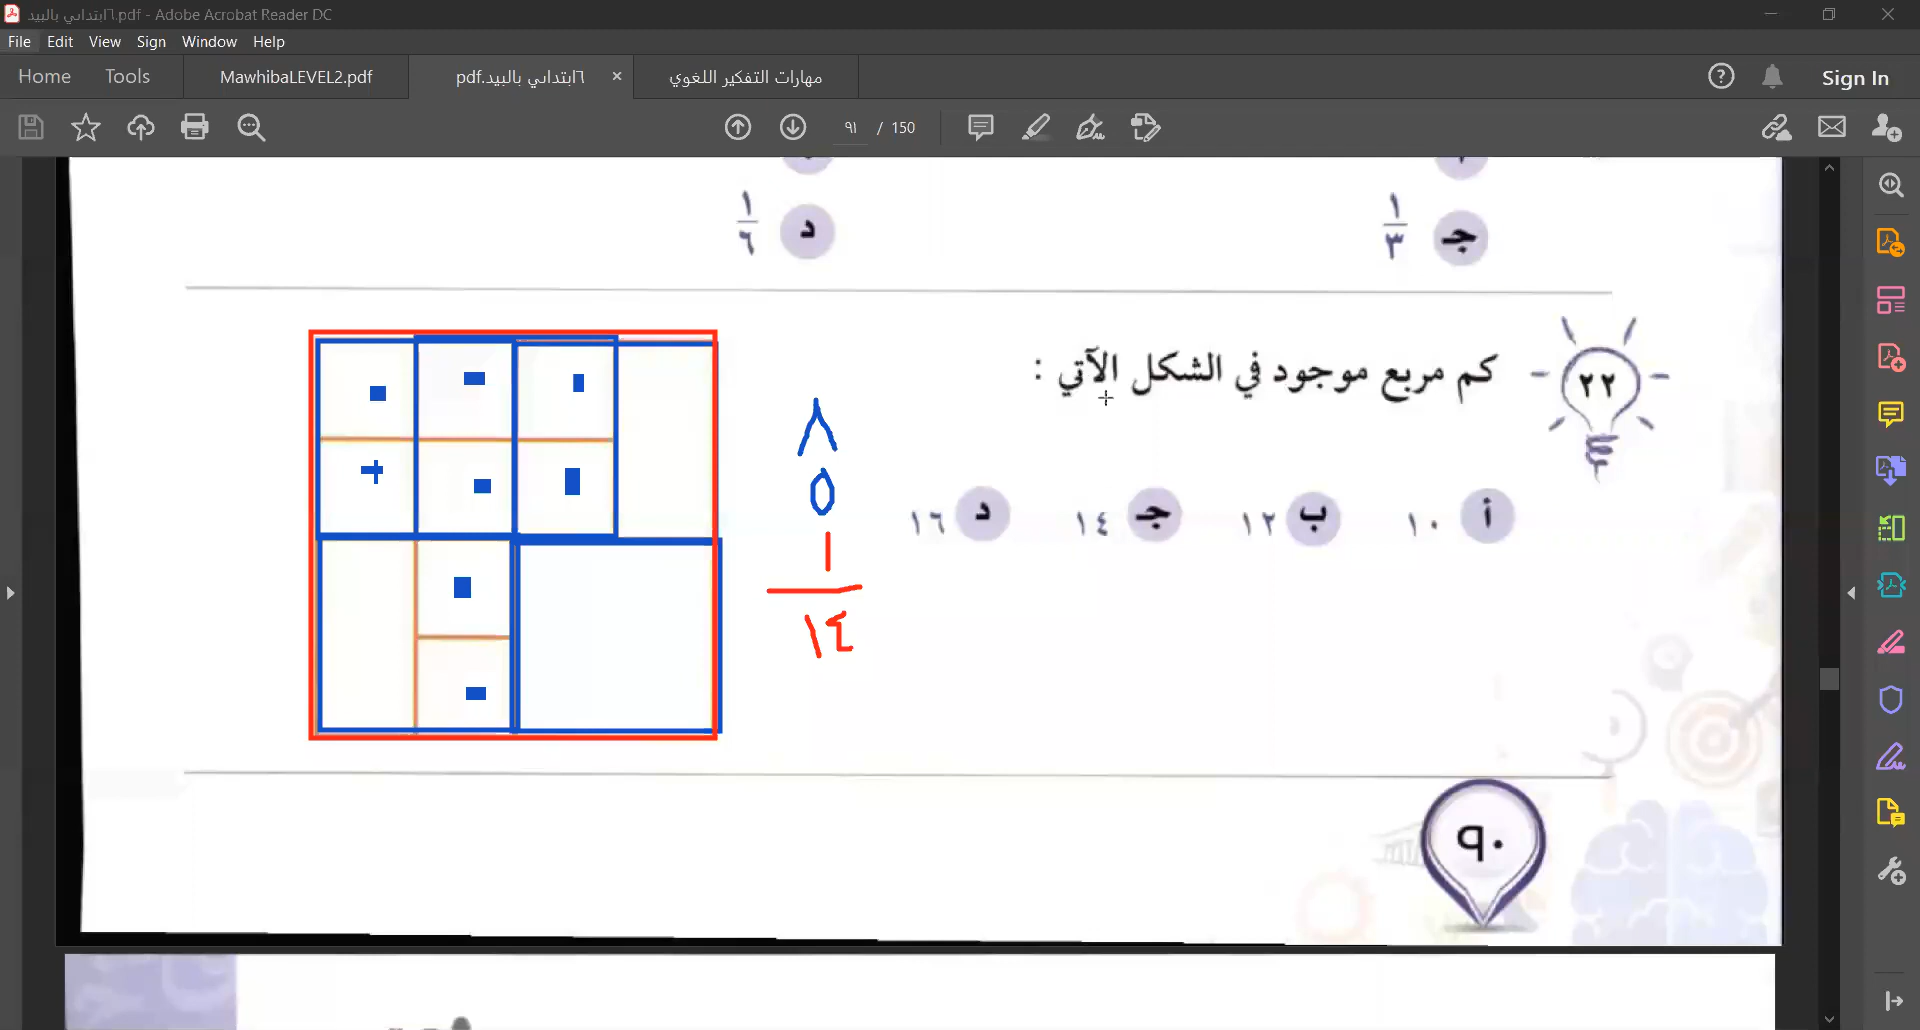 ٦ابتدائي بالبيد.pdf - Adobe Acrobat Reader DC
File Edit View Sign Window Help
Home Tools MawhibaLEVEL2.pdf ٦ابتدائي بالبيد.pdf × مهارات التفكير اللغوي ? Sign In
٩١ / 150
جـ ١/٣ د ١/٦
٢٢ كم مربع موجود في الشكل الآتي :
أ ١٠ ب ١٢ جـ ١٤ د ١٦
٨
٥
١
١٤
٩٠